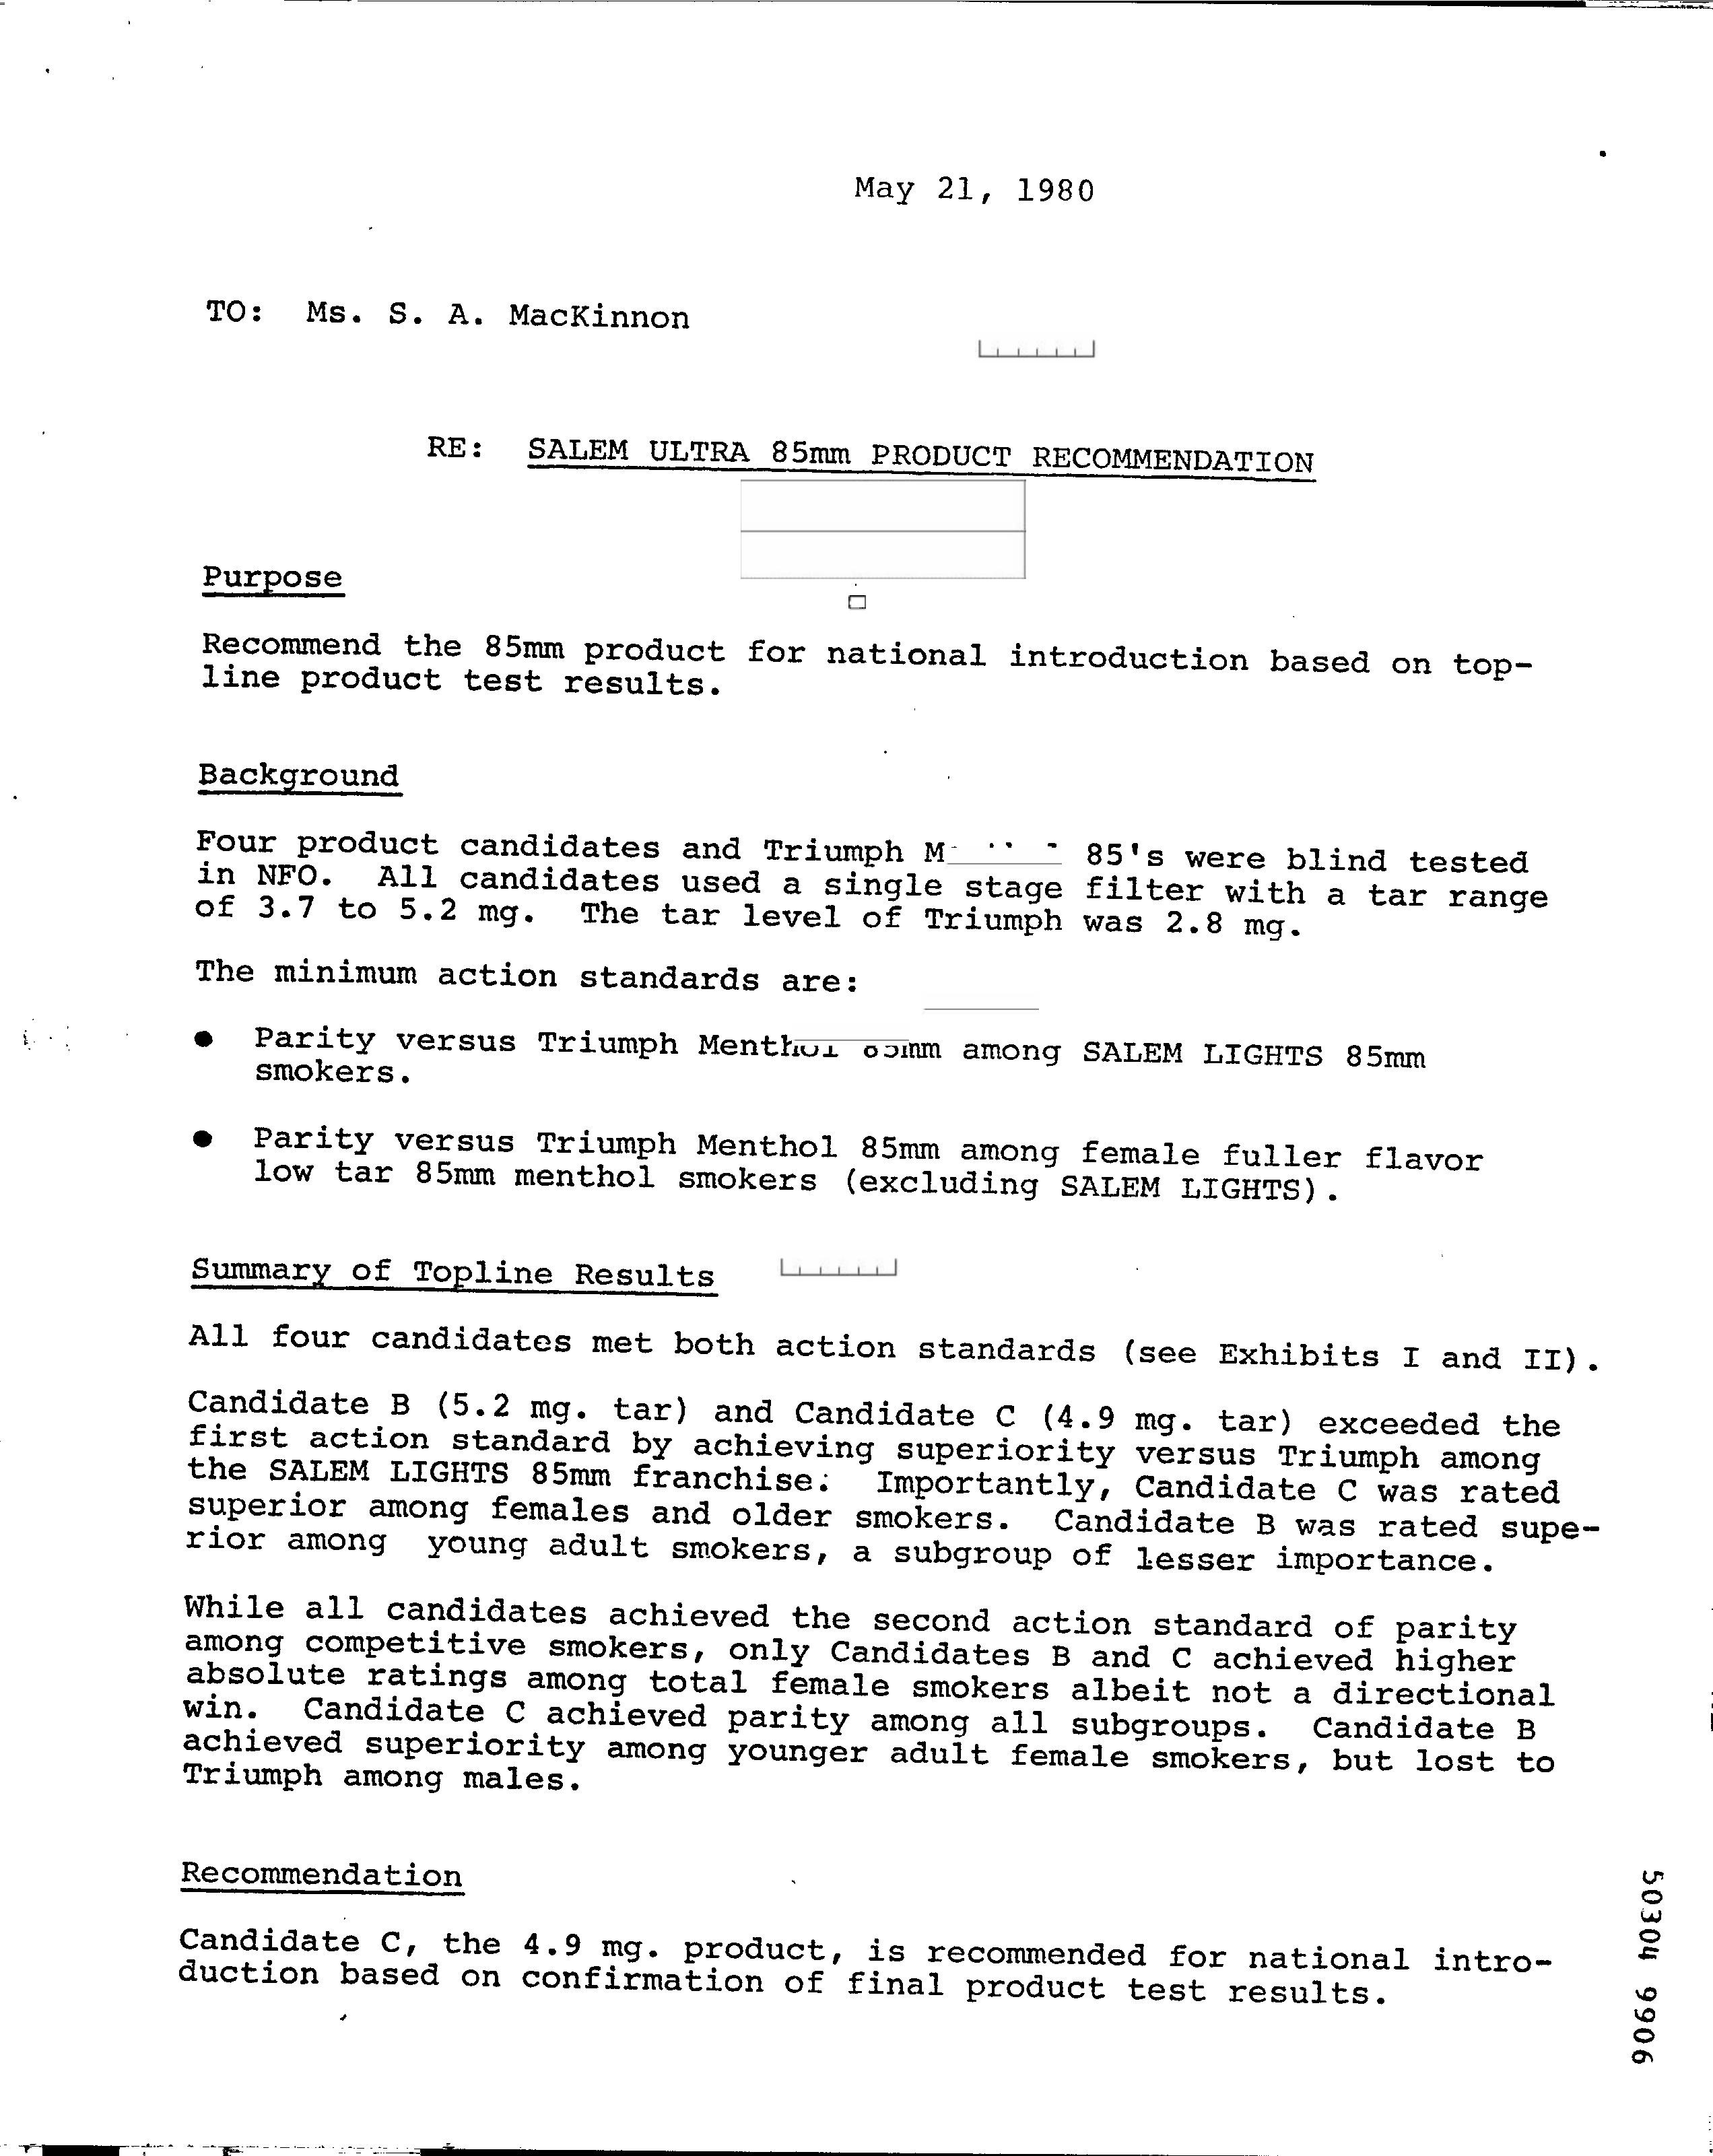 May 21, 1980
TO: Ms. S. A. MacKinnon
RE: SALEM ULTRA 85mm PRODUCT RECOMMENDATION
Purpose
Recommend the 85mm product for national introduction based on top-
line product test results.
Background
Four product candidates and Triumph 85's were blind tested
in NFO. All candidates used a single stage filter with a tar range
of 3.7 to 5.2 mg. The tar level of Triumph was 2.8 mg.
The minimum action standards are:
● Parity versus Triumph Menthol 85mm among SALEM LIGHTS 85mm
smokers.
● Parity versus Triumph Menthol 85mm among female fuller flavor
low tar 85mm menthol smokers (excluding SALEM LIGHTS).
Summary of Topline Results
All four candidates met both action standards (see Exhibits I and II).
Candidate B (5.2 mg. tar) and Candidate C (4.9 mg. tar) exceeded the
first action standard by achieving superiority versus Triumph among
the SALEM LIGHTS 85mm franchise. Importantly, Candidate C was rated
superior among females and older smokers. Candidate B was rated supe-
rior among young adult smokers, a subgroup of lesser importance.
While all candidates achieved the second action standard of parity
among competitive smokers, only Candidates B and C achieved higher
absolute ratings among total female smokers albeit not a directional
win. Candidate C achieved parity among all subgroups. Candidate B
achieved superiority among younger adult female smokers, but lost to
Triumph among males.
Recommendation
Candidate C, the 4.9 mg. product, is recommended for national intro-
duction based on confirmation of final product test results.
50304 9906